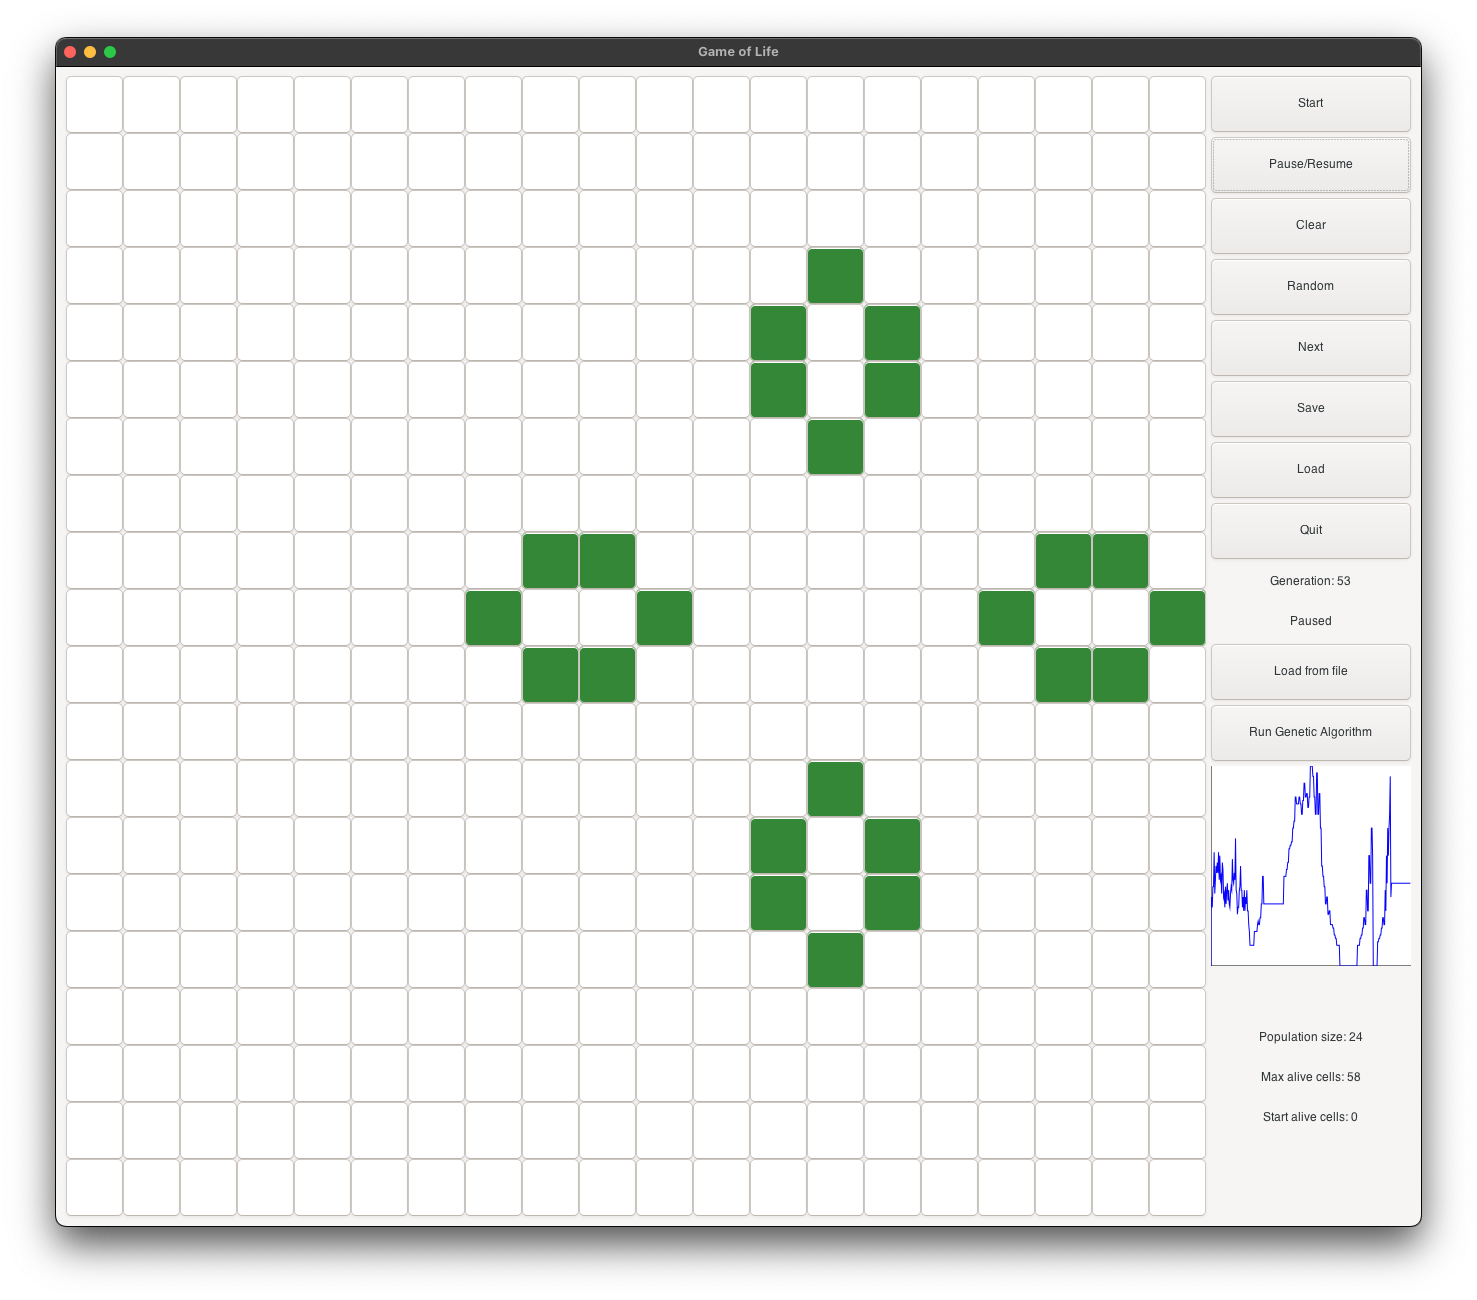 Game of Life
Start
Pause/Resume
Clear
Random
Next
Save
Load
Quit
Generation: 53
Paused
Load from file
Run Genetic Algorithm
Population size: 24
Max alive cells: 58
Start alive cells: 0